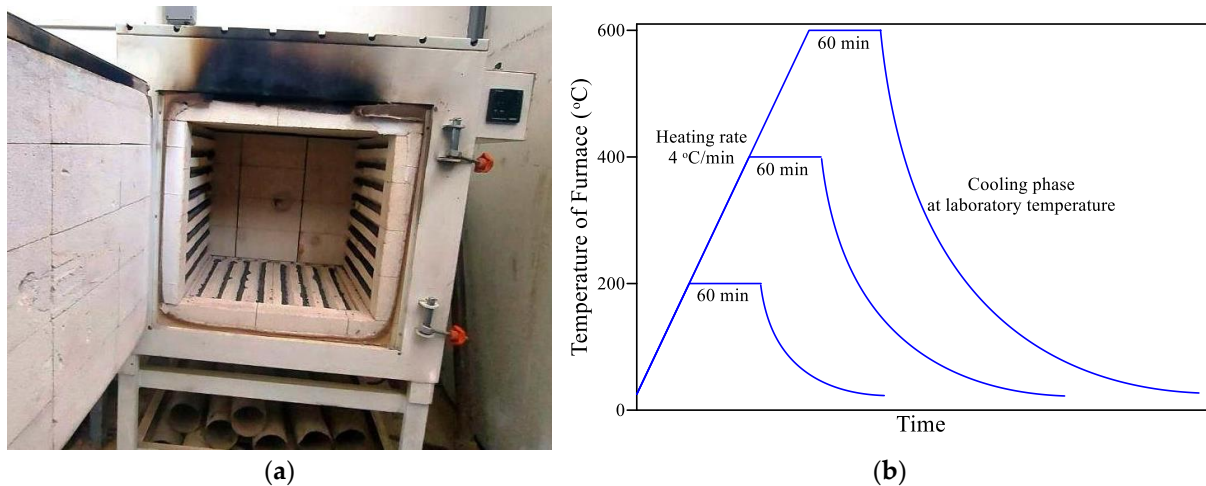 600
60 min
Heating rate
4 °C/min
400
60 min
Cooling phase
at laboratory temperature
200
60 min
0
Temperature of Furnace (°C)
Time
(a)
(b)